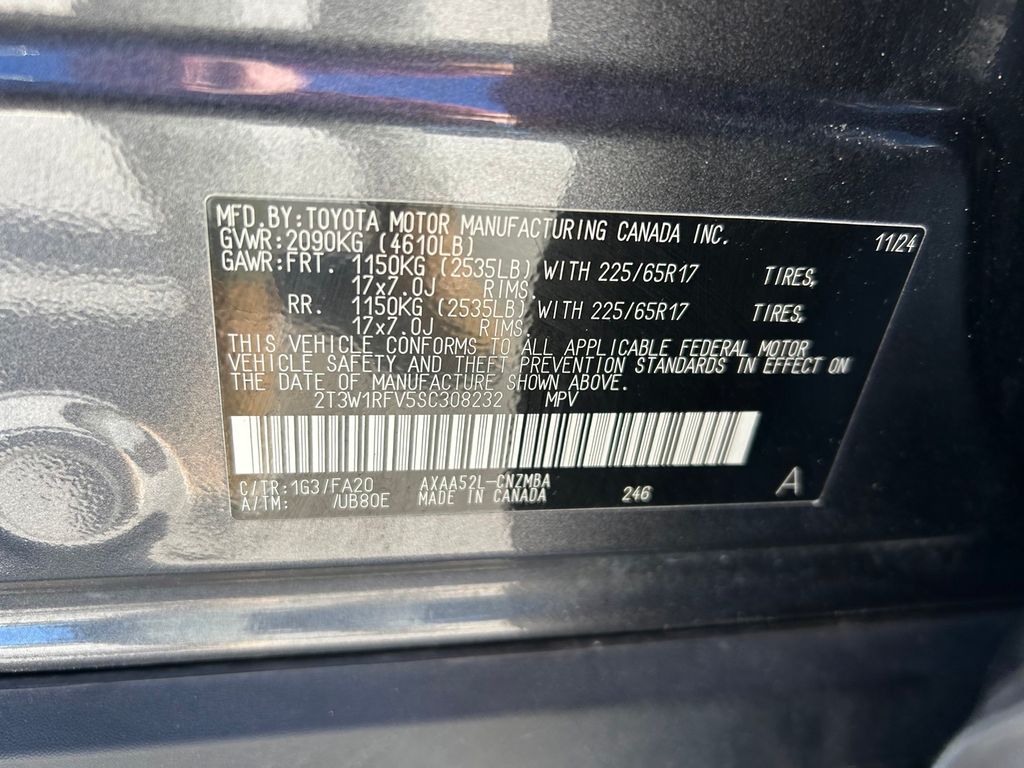 MFD.BY:TOYOTA MOTOR MANUFACTURING CANADA INC. 11/24
GVWR:2090KG (4610LB)
GAWR:FRT. 1150KG (2535LB) WITH 225/65R17 TIRES,
17x7.0J RIMS,
RR. 1150KG (2535LB) WITH 225/65R17 TIRES,
17x7.0J RIMS.
THIS VEHICLE CONFORMS TO ALL APPLICABLE FEDERAL MOTOR
VEHICLE SAFETY AND THEFT PREVENTION STANDARDS IN EFFECT ON
THE DATE OF MANUFACTURE SHOWN ABOVE.
2T3W1RFV5SC308232 MPV
C/TR:1G3/FA20 AXAA52L-CNZMBA
A/TM: /UB80E MADE IN CANADA 246 A